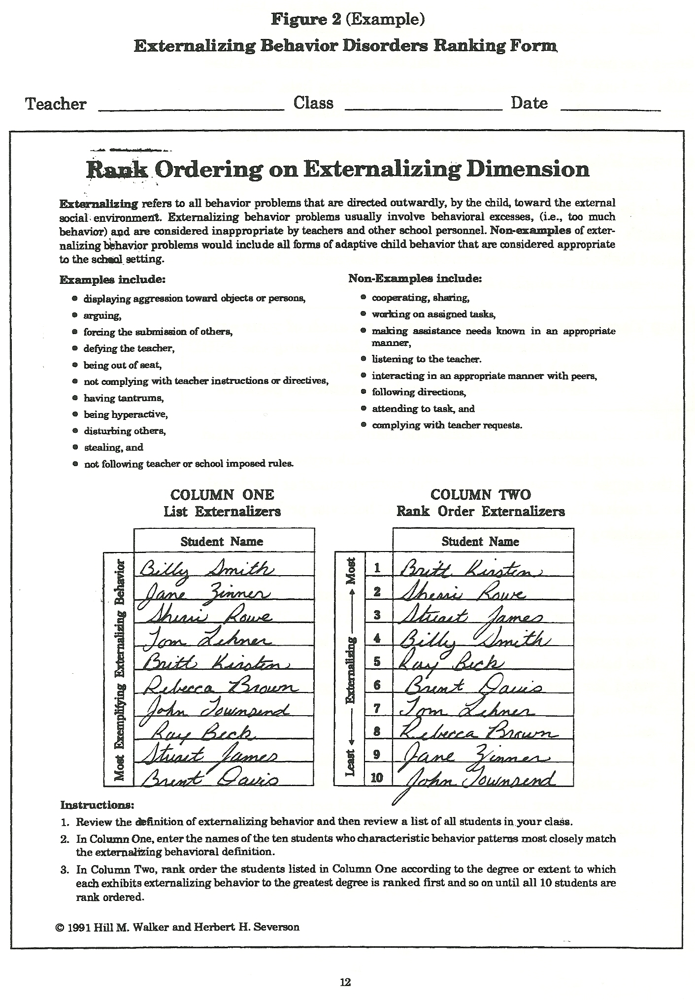 Figure 2 (Example)
Externalizing Behavior Disorders Ranking Form
Teacher Class Date
Rank Ordering on Externalizing Dimension
Externalizing refers to all behavior problems that are directed outwardly, by the child, toward the external
social environment. Externalizing behavior problems usually involve behavioral excesses, (i.e., too much
behavior) and are considered inappropriate by teachers and other school personnel. Non-examples of exter-
nalizing behavior problems would include all forms of adaptive child behavior that are considered appropriate
to the school setting.
Examples include:
• displaying aggression toward objects or persons,
• arguing,
• forcing the submission of others,
• defying the teacher,
• being out of seat,
• not complying with teacher instructions or directives,
• having tantrums,
• being hyperactive,
• disturbing others,
• stealing, and
• not following teacher or school imposed rules.
Non-Examples include:
• cooperating, sharing,
• working on assigned tasks,
• making assistance needs known in an appropriate
manner,
• listening to the teacher.
• interacting in an appropriate manner with peers,
• following directions,
• attending to task, and
• complying with teacher requests.
COLUMN ONE
List Externalizers
Student Name
Most Exemplifying Externalizing Behavior
Billy Smith
Jane Zinner
Sherri Rowe
Tom Lehner
Britt Kirsten
Rebecca Brown
John Townsend
Ray Beck
Stuart James
Brent Davis
COLUMN TWO
Rank Order Externalizers
Student Name
Least ← Externalizing → Most
1 Britt Kirsten
2 Sherri Rowe
3 Stuart James
4 Billy Smith
5 Ray Beck
6 Brent Davis
7 Tom Lehner
8 Rebecca Brown
9 Jane Zinner
10 John Townsend
Instructions:
1. Review the definition of externalizing behavior and then review a list of all students in your class.
2. In Column One, enter the names of the ten students who characteristic behavior patterns most closely match
the externalizing behavioral definition.
3. In Column Two, rank order the students listed in Column One according to the degree or extent to which
each exhibits externalizing behavior to the greatest degree is ranked first and so on until all 10 students are
rank ordered.
© 1991 Hill M. Walker and Herbert H. Severson
12